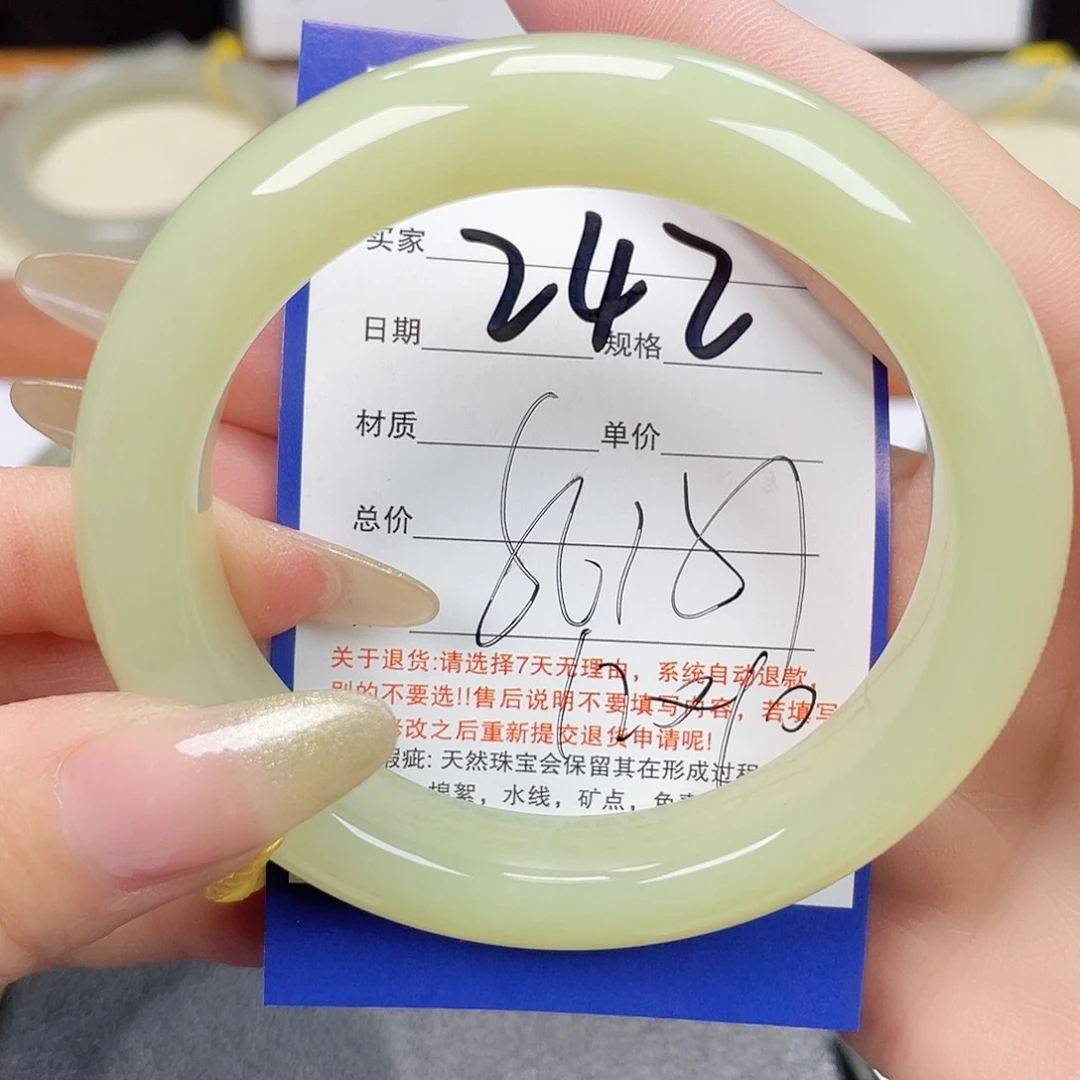 买家 242
日期 规格
材质 单价
总价
关于退货:请选择7天无理由，系统自动退款，
别的不要选!!售后说明不要填写内容，若填写
修改之后重新提交退货申请呢!
瑕疵: 天然珠宝会保留其在形成过程
棉絮，水线，矿点，色